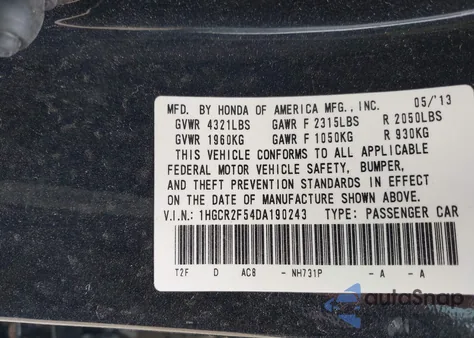 MFD. BY HONDA OF AMERICA MFG., INC. 05/'13
GVWR 4321LBS GAWR F 2315LBS R 2050LBS
GVWR 1960KG GAWR F 1050KG R 930KG
THIS VEHICLE CONFORMS TO ALL APPLICABLE
FEDERAL MOTOR VEHICLE SAFETY, BUMPER,
AND THEFT PREVENTION STANDARDS IN EFFECT
ON THE DATE OF MANUFACTURE SHOWN ABOVE.
V.I.N.: 1HGCR2F54DA190243 TYPE: PASSENGER CAR
T2F D AC8 - NH731P - A - A
autoSnap